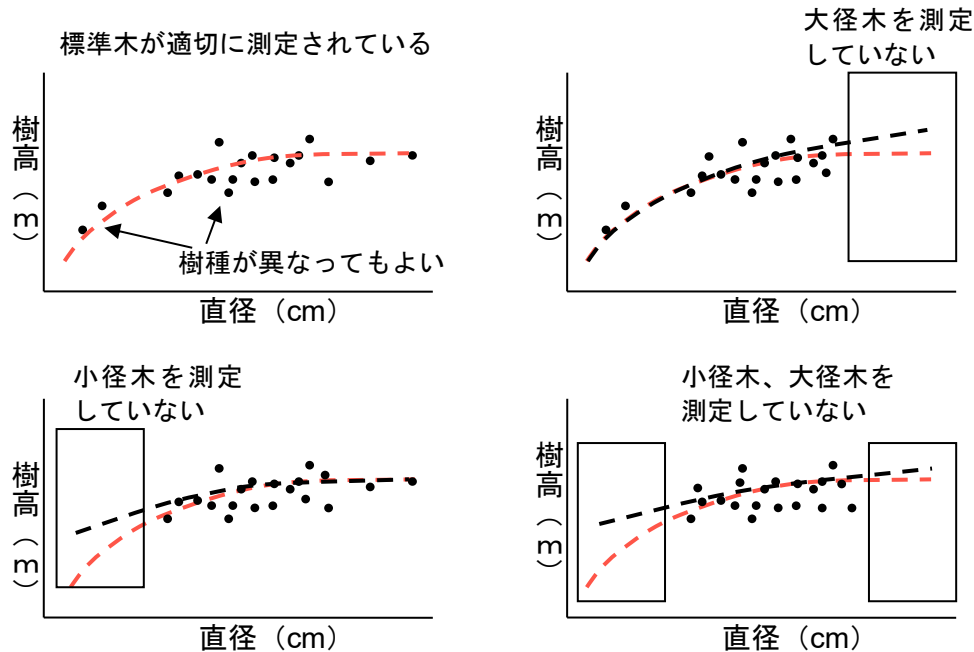 標準木が適切に測定されている
樹高（m）
樹種が異なってもよい
直径（cm）
大径木を測定
していない
樹高（m）
直径（cm）
小径木を測定
していない
樹高（m）
直径（cm）
小径木、大径木を
測定していない
樹高（m）
直径（cm）